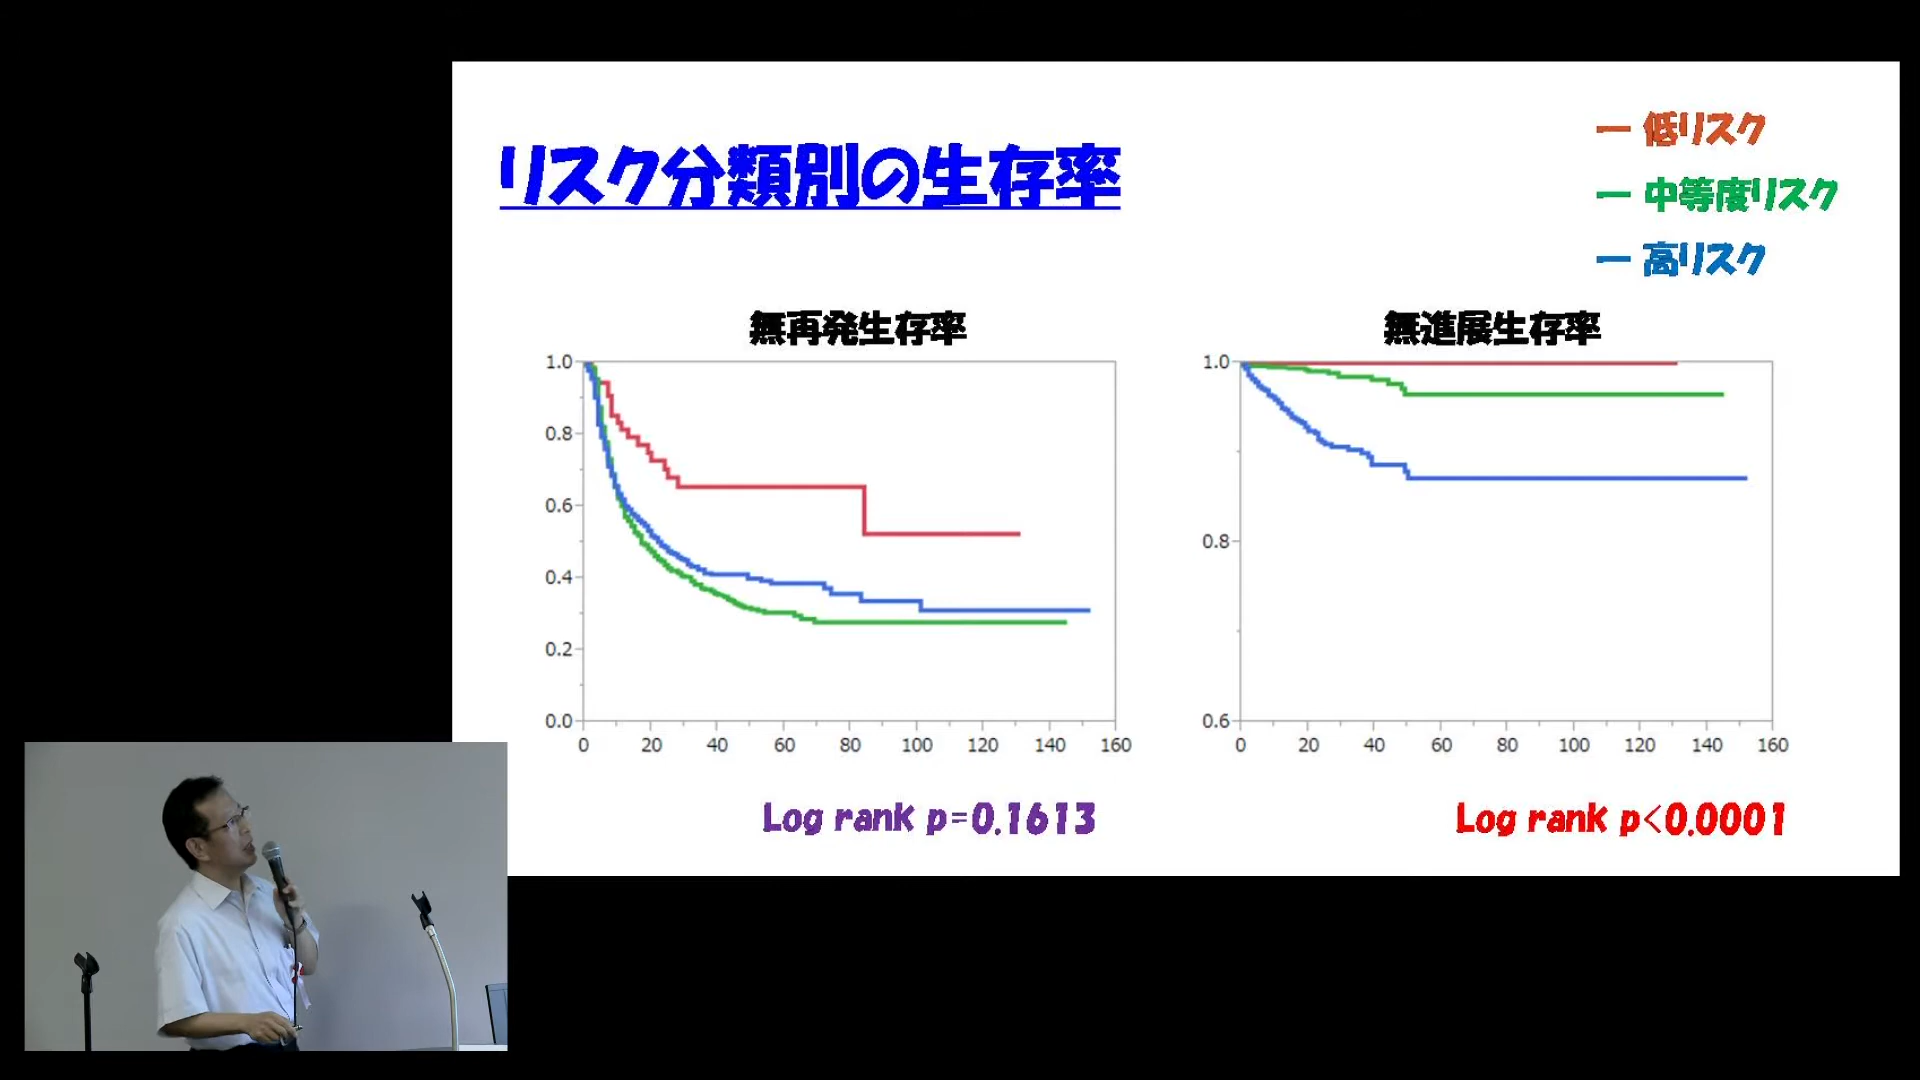 リスク分類別の生存率
ー 低リスク
ー 中等度リスク
ー 高リスク
無再発生存率
1.0
0.8
0.6
0.4
0.2
0.0
0 20 40 60 80 100 120 140 160
Log rank p=0.1613
無進展生存率
1.0
0.8
0.6
0 20 40 60 80 100 120 140 160
Log rank p<0.0001